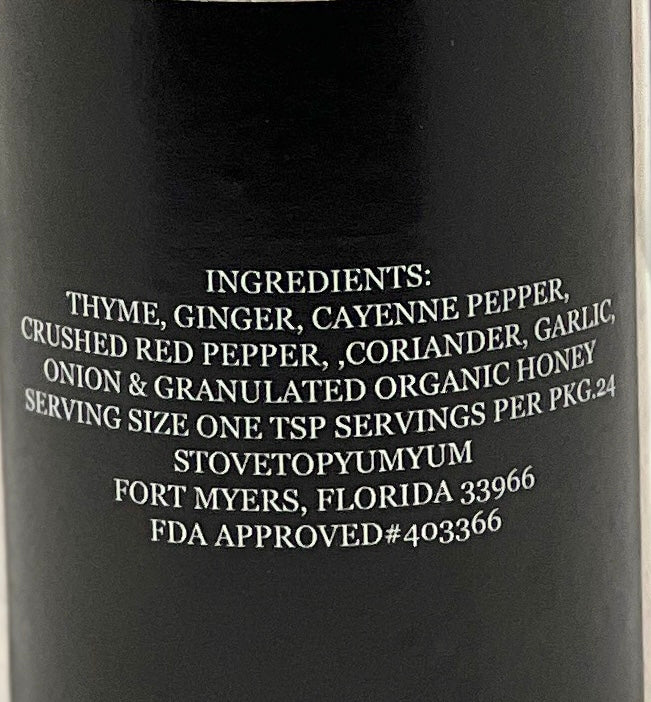 INGREDIENTS:
THYME, GINGER, CAYENNE PEPPER,
CRUSHED RED PEPPER, ,CORIANDER, GARLIC,
ONION & GRANULATED ORGANIC HONEY
SERVING SIZE ONE TSP SERVINGS PER PKG.24
STOVETOPYUMYUM
FORT MYERS, FLORIDA 33966
FDA APPROVED#403366